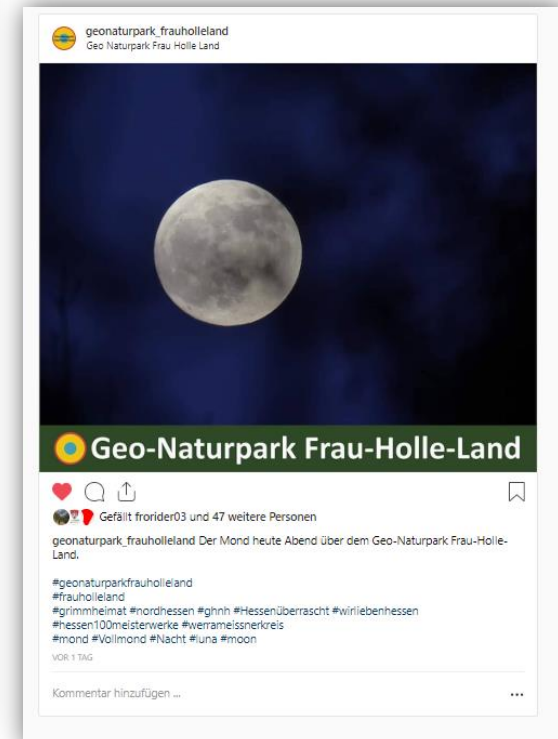 geonaturpark_frauholleland
Geo Naturpark Frau Holle Land
Geo-Naturpark Frau-Holle-Land
Gefällt frorider03 und 47 weitere Personen
geonaturpark_frauholleland Der Mond heute Abend über dem Geo-Naturpark Frau-Holle-
Land.
#geonaturparkfrauholleland
#frauholleland
#grimmheimat #nordhessen #ghnh #Hessenüberrascht #wirliebenhessen
#hessen100meisterwerke #werrameissnerkreis
#mond #Vollmond #Nacht #luna #moon
VOR 1 TAG
Kommentar hinzufügen ...